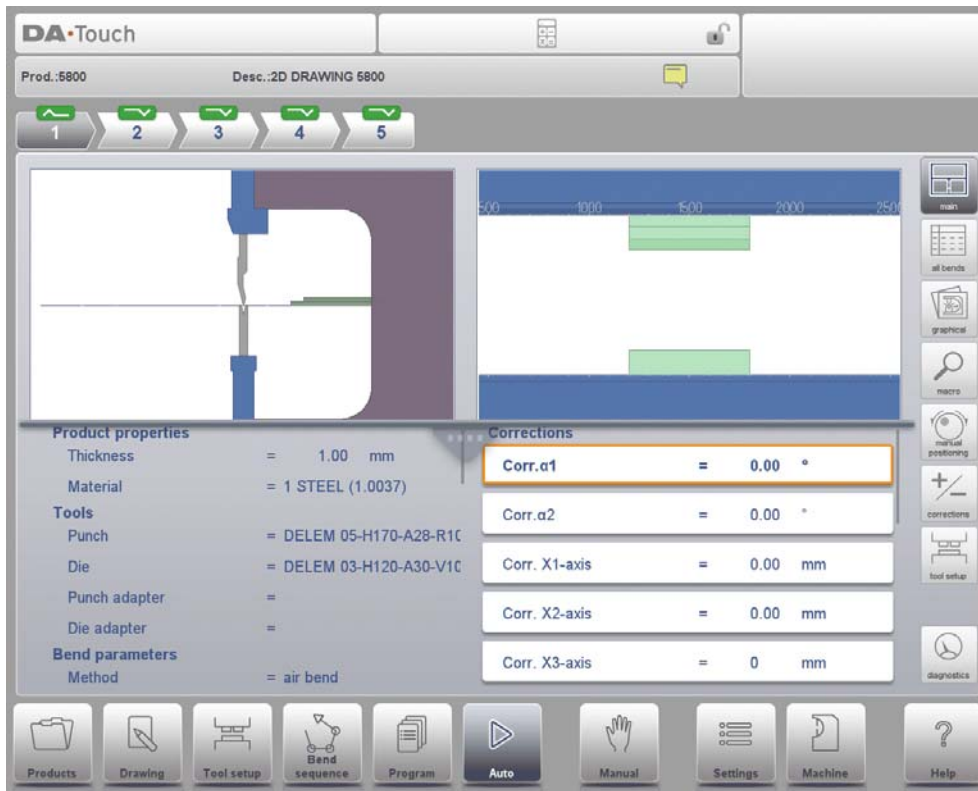 DA·Touch
Prod.:5800 Desc.:2D DRAWING 5800
1 2 3 4 5
500 1000 1500 2000 250
main
all bends
graphical
macro
manual
positioning
corrections
tool setup
diagnostics
Product properties
Thickness = 1.00 mm
Material = 1 STEEL (1.0037)
Tools
Punch = DELEM 05-H170-A28-R10
Die = DELEM 03-H120-A30-V10
Punch adapter =
Die adapter =
Bend parameters
Method = air bend
Corrections
Corr.α1 = 0.00 °
Corr.α2 = 0.00 °
Corr. X1-axis = 0.00 mm
Corr. X2-axis = 0.00 mm
Corr. X3-axis = 0 mm
Products
Drawing
Tool setup
Bend
sequence
Program
Auto
Manual
Settings
Machine
?
Help